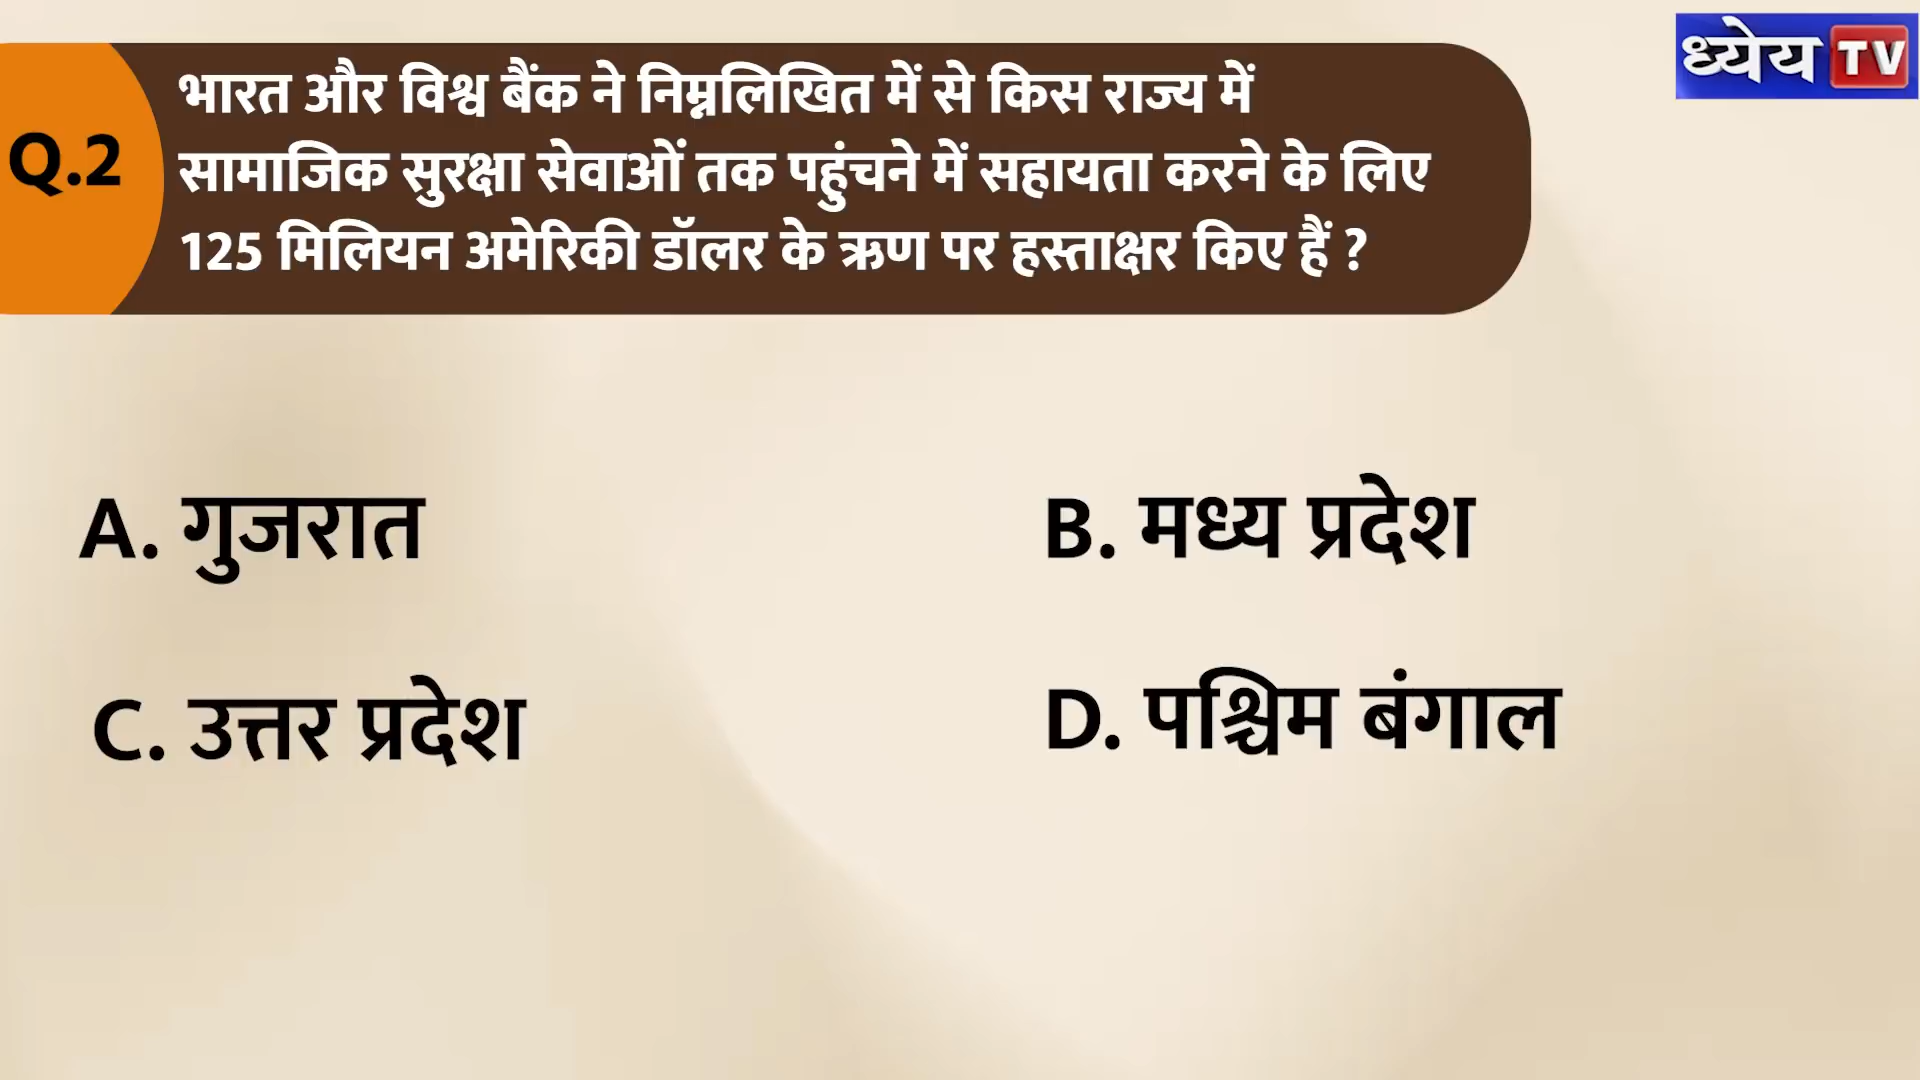 ध्येय TV
Q.2
भारत और विश्व बैंक ने निम्नलिखित में से किस राज्य में
सामाजिक सुरक्षा सेवाओं तक पहुंचने में सहायता करने के लिए
125 मिलियन अमेरिकी डॉलर के ऋण पर हस्ताक्षर किए हैं ?
A. गुजरात
B. मध्य प्रदेश
C. उत्तर प्रदेश
D. पश्चिम बंगाल